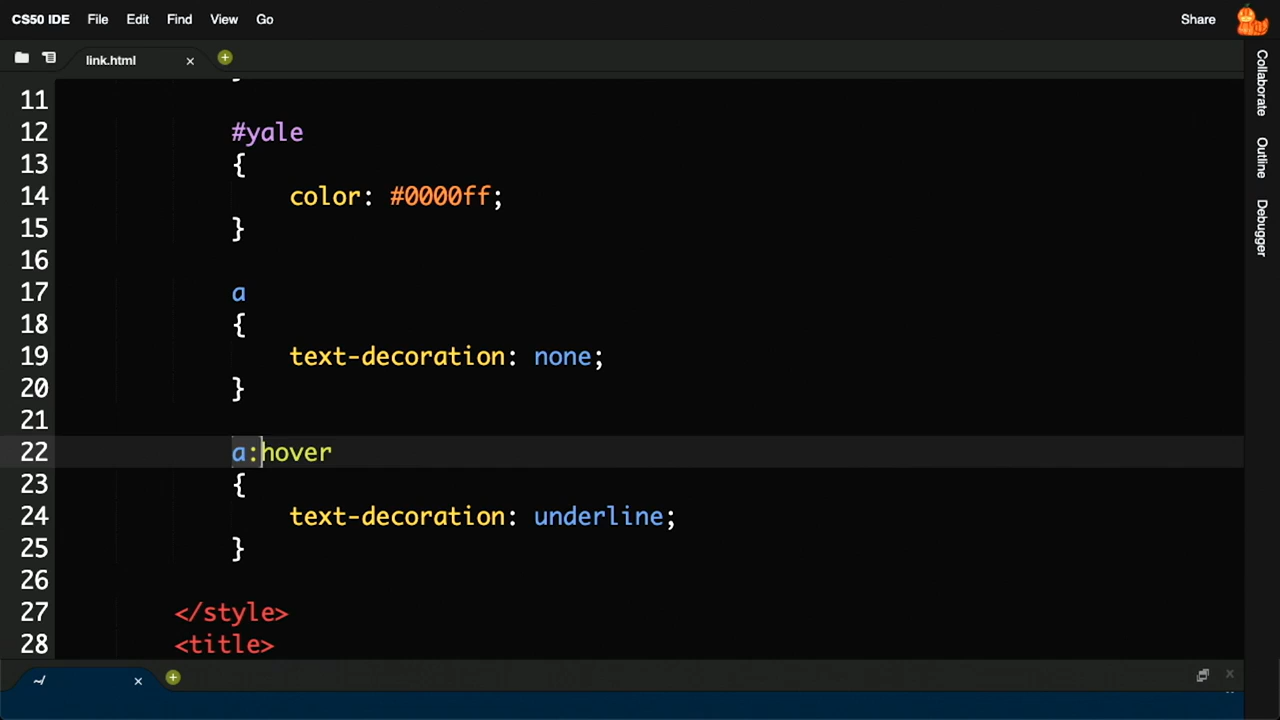 CS50 IDE File Edit Find View Go Share
link.html
11
12 #yale
13 {
14 color: #0000ff;
15 }
16
17 a
18 {
19 text-decoration: none;
20 }
21
22 a:hover
23 {
24 text-decoration: underline;
25 }
26
27 </style>
28 <title>
~/
Collaborate
Outline
Debugger